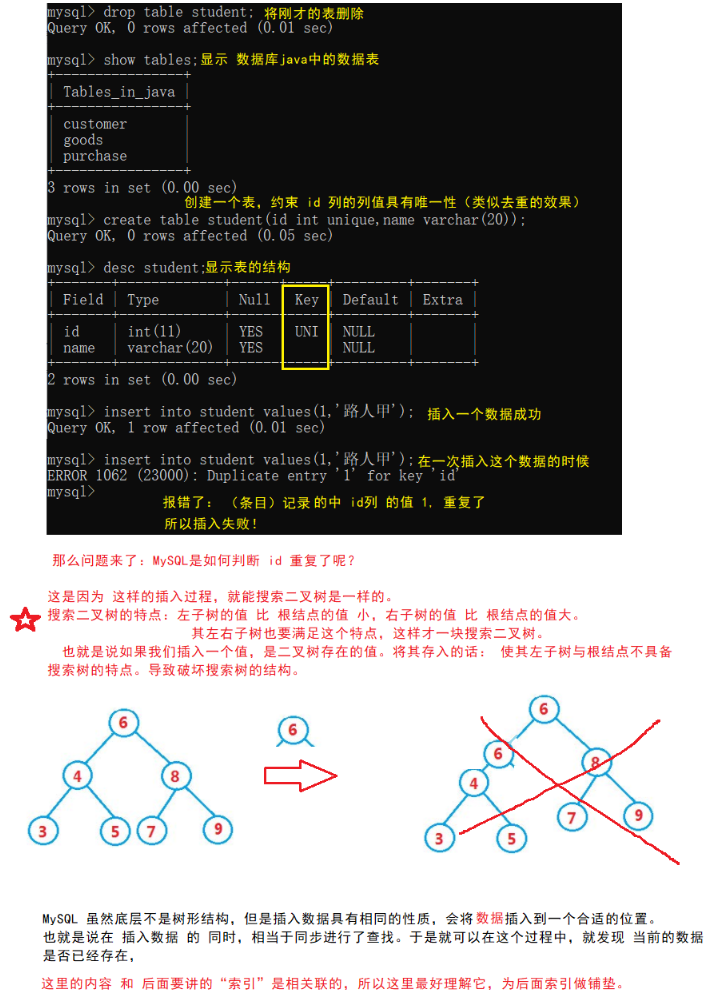 mysql> drop table student; 将刚才的表删除
Query OK, 0 rows affected (0.01 sec)
mysql> show tables;显示 数据库java中的数据表
+----------------+
| Tables_in_java |
+----------------+
| customer |
| goods |
| purchase |
+----------------+
3 rows in set (0.00 sec)
创建一个表，约束 id 列的列值具有唯一性（类似去重的效果）
mysql> create table student(id int unique,name varchar(20));
Query OK, 0 rows affected (0.05 sec)
mysql> desc student;显示表的结构
+-------+-------------+------+-----+---------+-------+
| Field | Type | Null | Key | Default | Extra |
+-------+-------------+------+-----+---------+-------+
| id | int(11) | YES | UNI | NULL | |
| name | varchar(20) | YES | | NULL | |
+-------+-------------+------+-----+---------+-------+
2 rows in set (0.00 sec)
mysql> insert into student values(1,'路人甲'); 插入一个数据成功
Query OK, 1 row affected (0.01 sec)
mysql> insert into student values(1,'路人甲');在一次插入这个数据的时候
ERROR 1062 (23000): Duplicate entry '1' for key 'id'
mysql>
报错了：（条目）记录的中 id列 的值 1，重复了
所以插入失败！
那么问题来了：MySQL是如何判断 id 重复了呢？
这是因为 这样的插入过程，就能搜索二叉树是一样的。
搜索二叉树的特点：左子树的值 比 根结点的值 小，右子树的值 比 根结点的值大。
其左右子树也要满足这个特点，这样才一块搜索二叉树。
也就是说如果我们插入一个值，是二叉树存在的值。将其存入的话： 使其左子树与根结点不具备
搜索树的特点。导致破坏搜索树的结构。
6
4 8
3 5 7 9
6
6
6
8
4
3 5 7 9
MySQL 虽然底层不是树形结构，但是插入数据具有相同的性质，会将数据插入到一个合适的位置。
也就是说在 插入数据 的 同时，相当于同步进行了查找。于是就可以在这个过程中，就发现 当前的数据
是否已经存在，
这里的内容 和 后面要讲的“索引”是相关联的，所以这里最好理解它，为后面索引做铺垫。